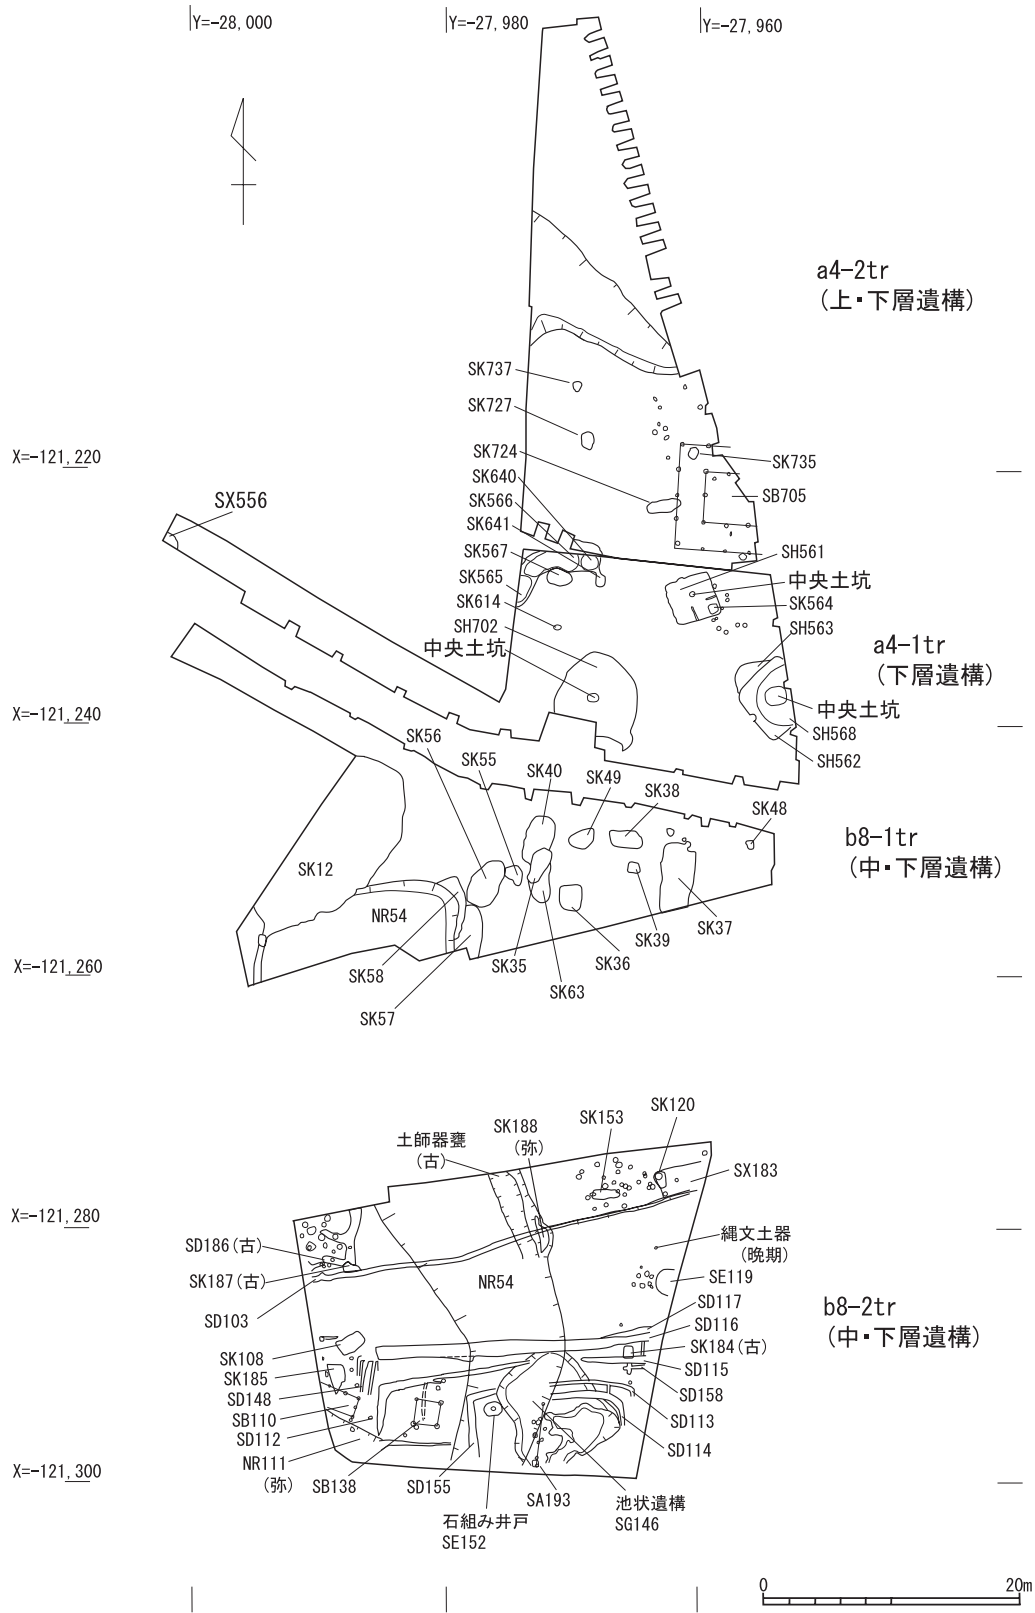 Y=-28,000
Y=-27,980
Y=-27,960
a4-2tr
(上・下層遺構)
SK737
SK727
SK724
SK640
SK566
SK641
SK567
SK565
SK614
SH702
中央土坑
X=-121,220
SX556
SK735
SB705
SH561
中央土坑
SK564
SH563
a4-1tr
(下層遺構)
中央土坑
SH568
SH562
X=-121,240
SK56
SK55
SK40
SK49
SK38
SK48
b8-1tr
(中・下層遺構)
SK12
NR54
SK58
SK57
SK35
SK63
SK36
SK39
SK37
X=-121,260
土師器甕
(古)
SK188
(弥)
SK153
SK120
SX183
X=-121,280
SD186(古)
SK187(古)
SD103
NR54
縄文土器
(晩期)
SE119
SD117
SD116
SK184(古)
SD115
SD158
SD113
SD114
b8-2tr
(中・下層遺構)
SK108
SK185
SD148
SB110
SD112
NR111
(弥)
SB138
SD155
石組み井戸
SE152
SA193
池状遺構
SG146
X=-121,300
0
20m